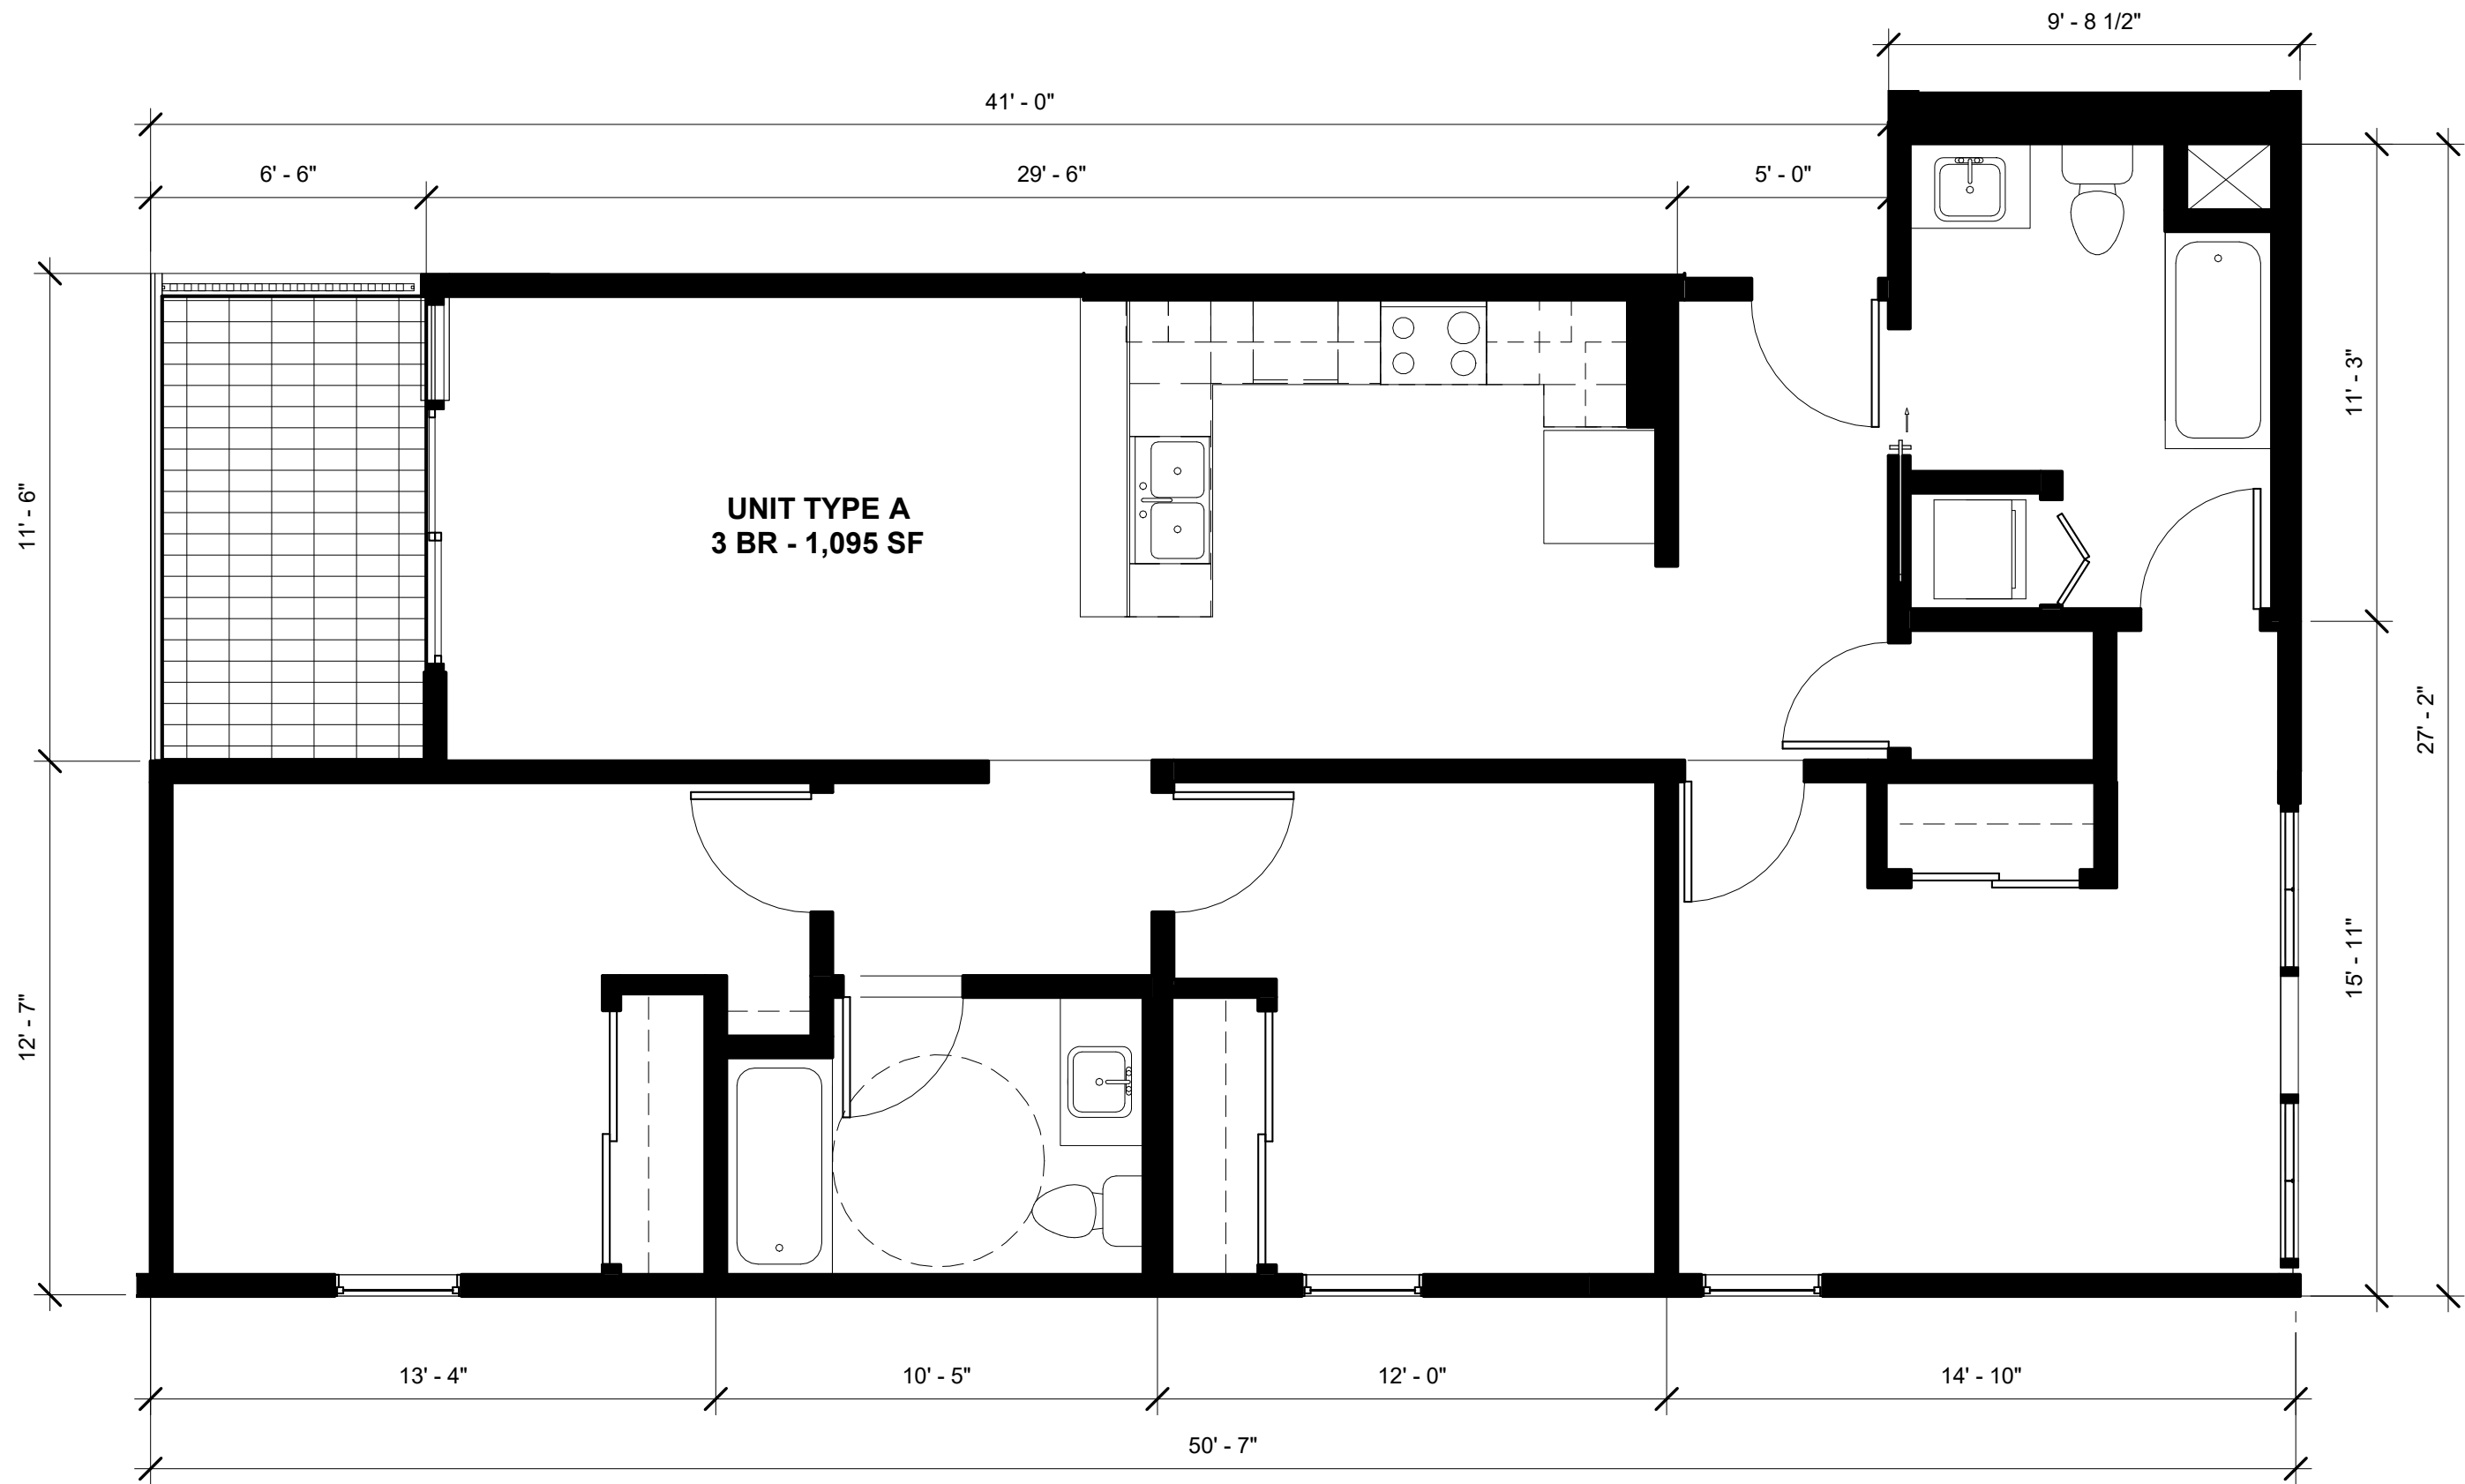 9' - 8 1/2"
41' - 0"
6' - 6"
29' - 6"
5' - 0"
11' - 3"
11' - 6"
UNIT TYPE A
3 BR - 1,095 SF
27' - 2"
15' - 11"
12' - 7"
13' - 4"
10' - 5"
12' - 0"
14' - 10"
50' - 7"